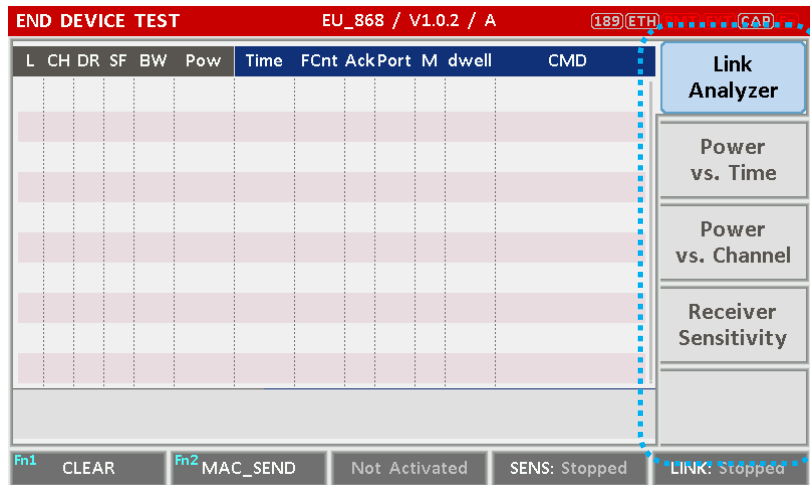 END DEVICE TEST EU_868 / V1.0.2 / A 189 ETH CAP
L CH DR SF BW Pow Time FCnt Ack Port M dwell CMD
Link
Analyzer
Power
vs. Time
Power
vs. Channel
Receiver
Sensitivity
Fn1 CLEAR Fn2 MAC_SEND Not Activated SENS: Stopped LINK: Stopped